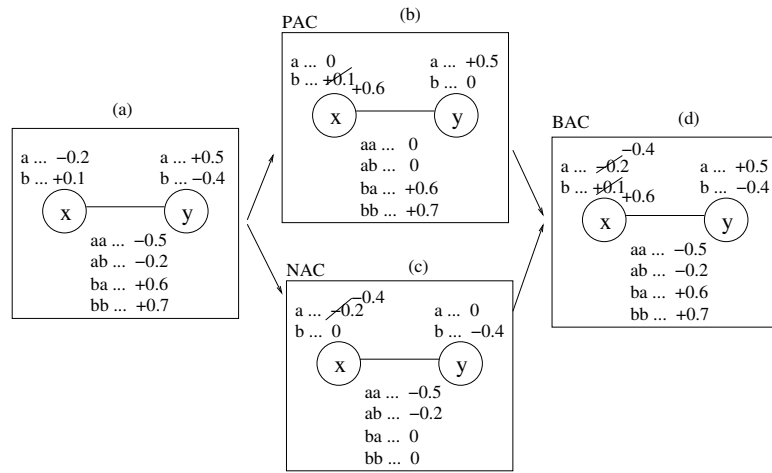 (a)
a ... −0.2
b ... +0.1
a ... +0.5
b ... −0.4
x
y
aa ... −0.5
ab ... −0.2
ba ... +0.6
bb ... +0.7
PAC
(b)
a ... 0
b ... +0.1
+0.6
a ... +0.5
b ... 0
x
y
aa ... 0
ab ... 0
ba ... +0.6
bb ... +0.7
NAC
(c)
−0.4
a ... −0.2
b ... 0
a ... 0
b ... −0.4
x
y
aa ... −0.5
ab ... −0.2
ba ... 0
bb ... 0
BAC
(d)
−0.4
a ... −0.2
b ... +0.1
+0.6
a ... +0.5
b ... −0.4
x
y
aa ... −0.5
ab ... −0.2
ba ... +0.6
bb ... +0.7